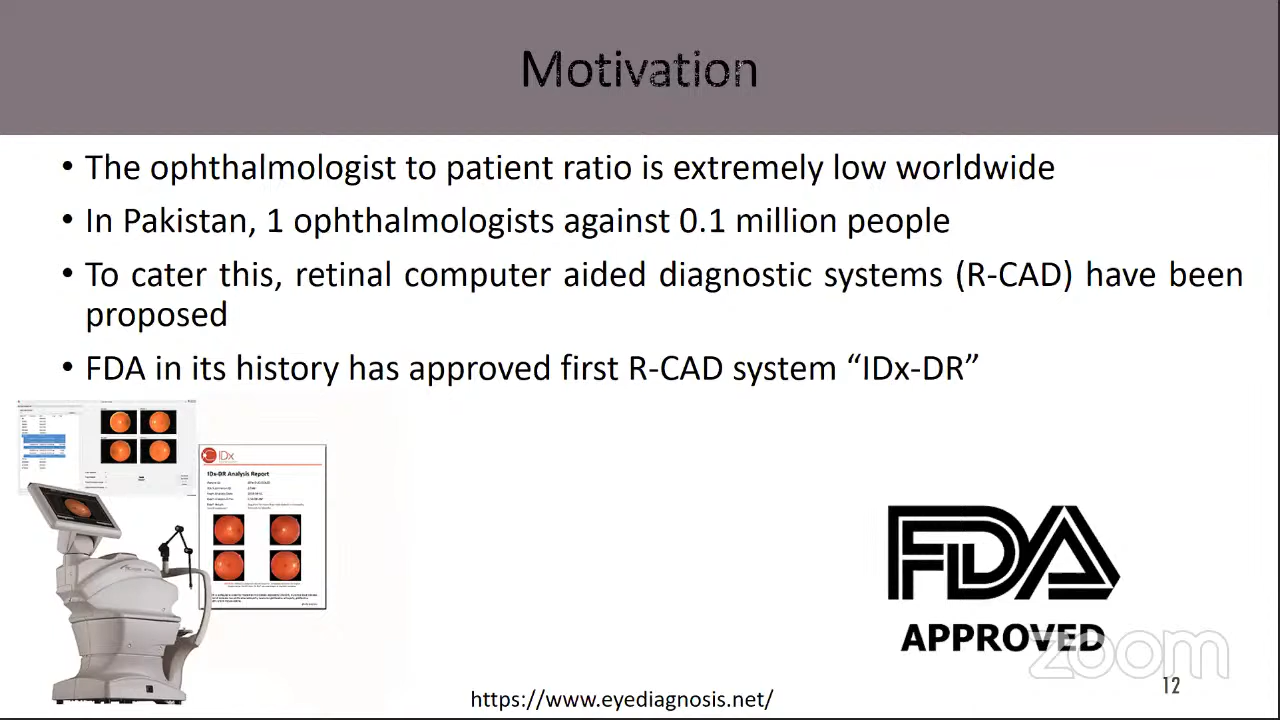 Motivation
• The ophthalmologist to patient ratio is extremely low worldwide
• In Pakistan, 1 ophthalmologists against 0.1 million people
• To cater this, retinal computer aided diagnostic systems (R-CAD) have been
proposed
• FDA in its history has approved first R-CAD system “IDx-DR”
IDx
IDx-DR Analysis Report
FDA
APPROVED
zoom
https://www.eyediagnosis.net/
12